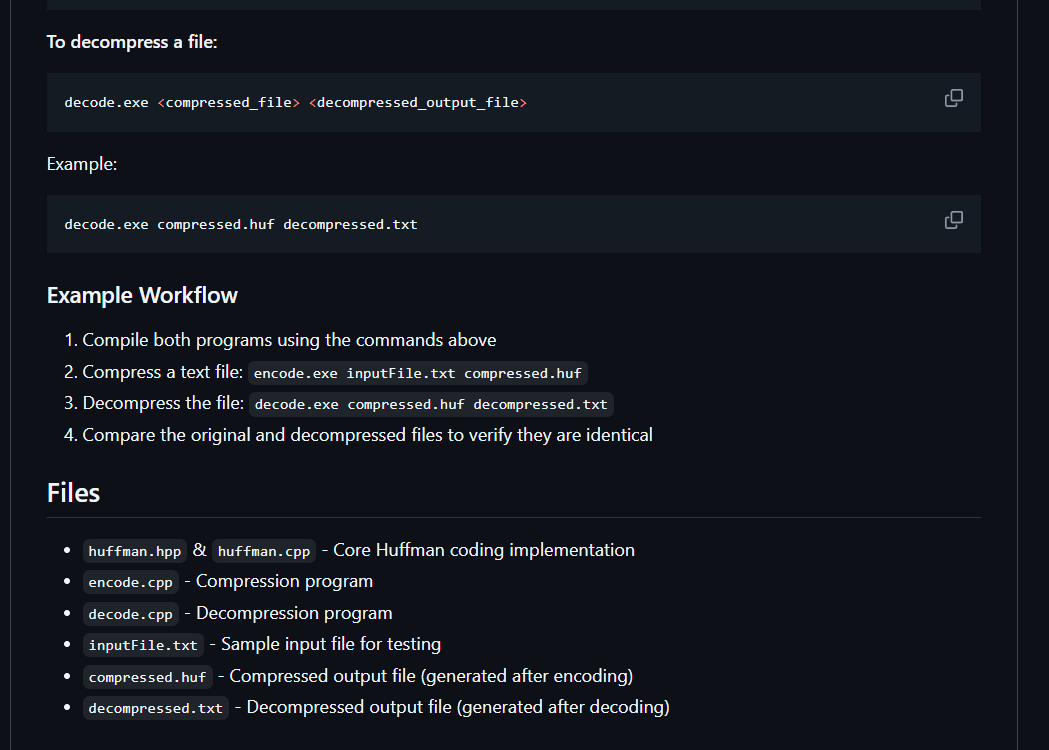 To decompress a file:
decode.exe <compressed_file> <decompressed_output_file>
Example:
decode.exe compressed.huf decompressed.txt
Example Workflow
1. Compile both programs using the commands above
2. Compress a text file: encode.exe inputFile.txt compressed.huf
3. Decompress the file: decode.exe compressed.huf decompressed.txt
4. Compare the original and decompressed files to verify they are identical
Files
• huffman.hpp & huffman.cpp - Core Huffman coding implementation
• encode.cpp - Compression program
• decode.cpp - Decompression program
• inputFile.txt - Sample input file for testing
• compressed.huf - Compressed output file (generated after encoding)
• decompressed.txt - Decompressed output file (generated after decoding)